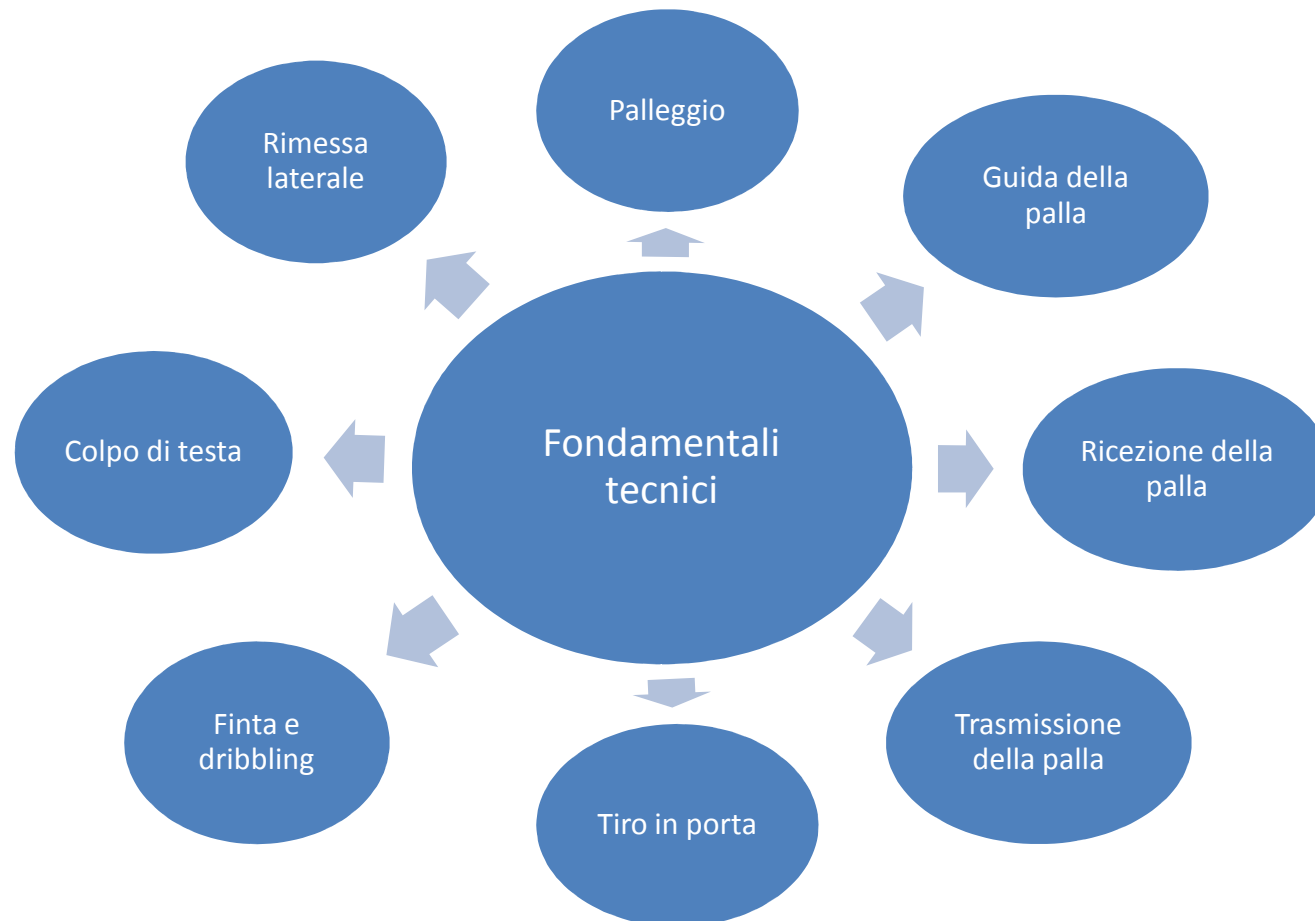 Palleggio
Rimessa
laterale
Guida della
palla
Colpo di testa
Fondamentali
tecnici
Ricezione della
palla
Finta e
dribbling
Trasmissione
della palla
Tiro in porta